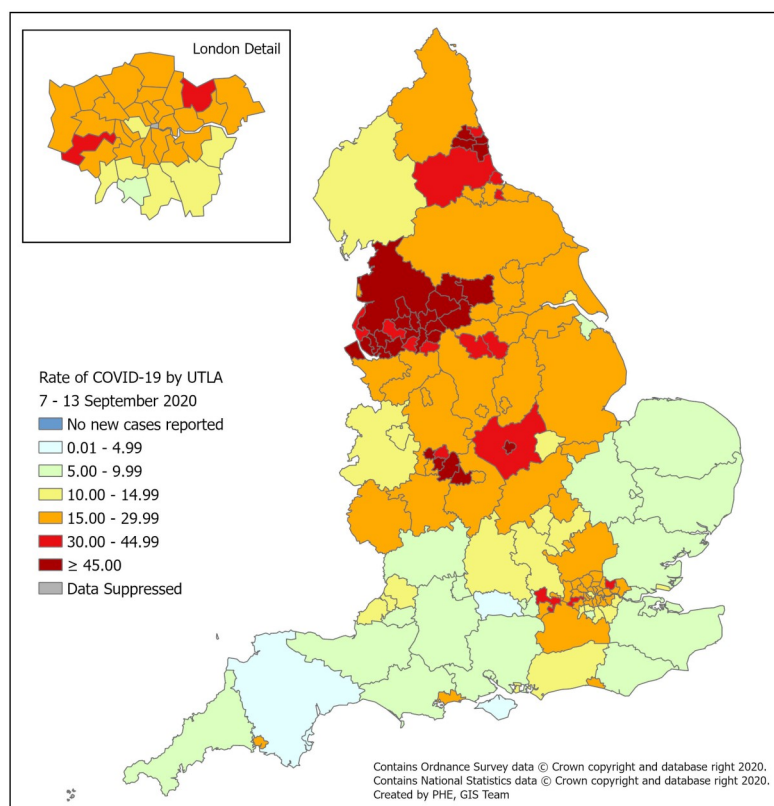 London Detail
Rate of COVID-19 by UTLA
7 - 13 September 2020
No new cases reported
0.01 - 4.99
5.00 - 9.99
10.00 - 14.99
15.00 - 29.99
30.00 - 44.99
≥ 45.00
Data Suppressed
Contains Ordnance Survey data © Crown copyright and database right 2020.
Contains National Statistics data © Crown copyright and database right 2020.
Created by PHE, GIS Team